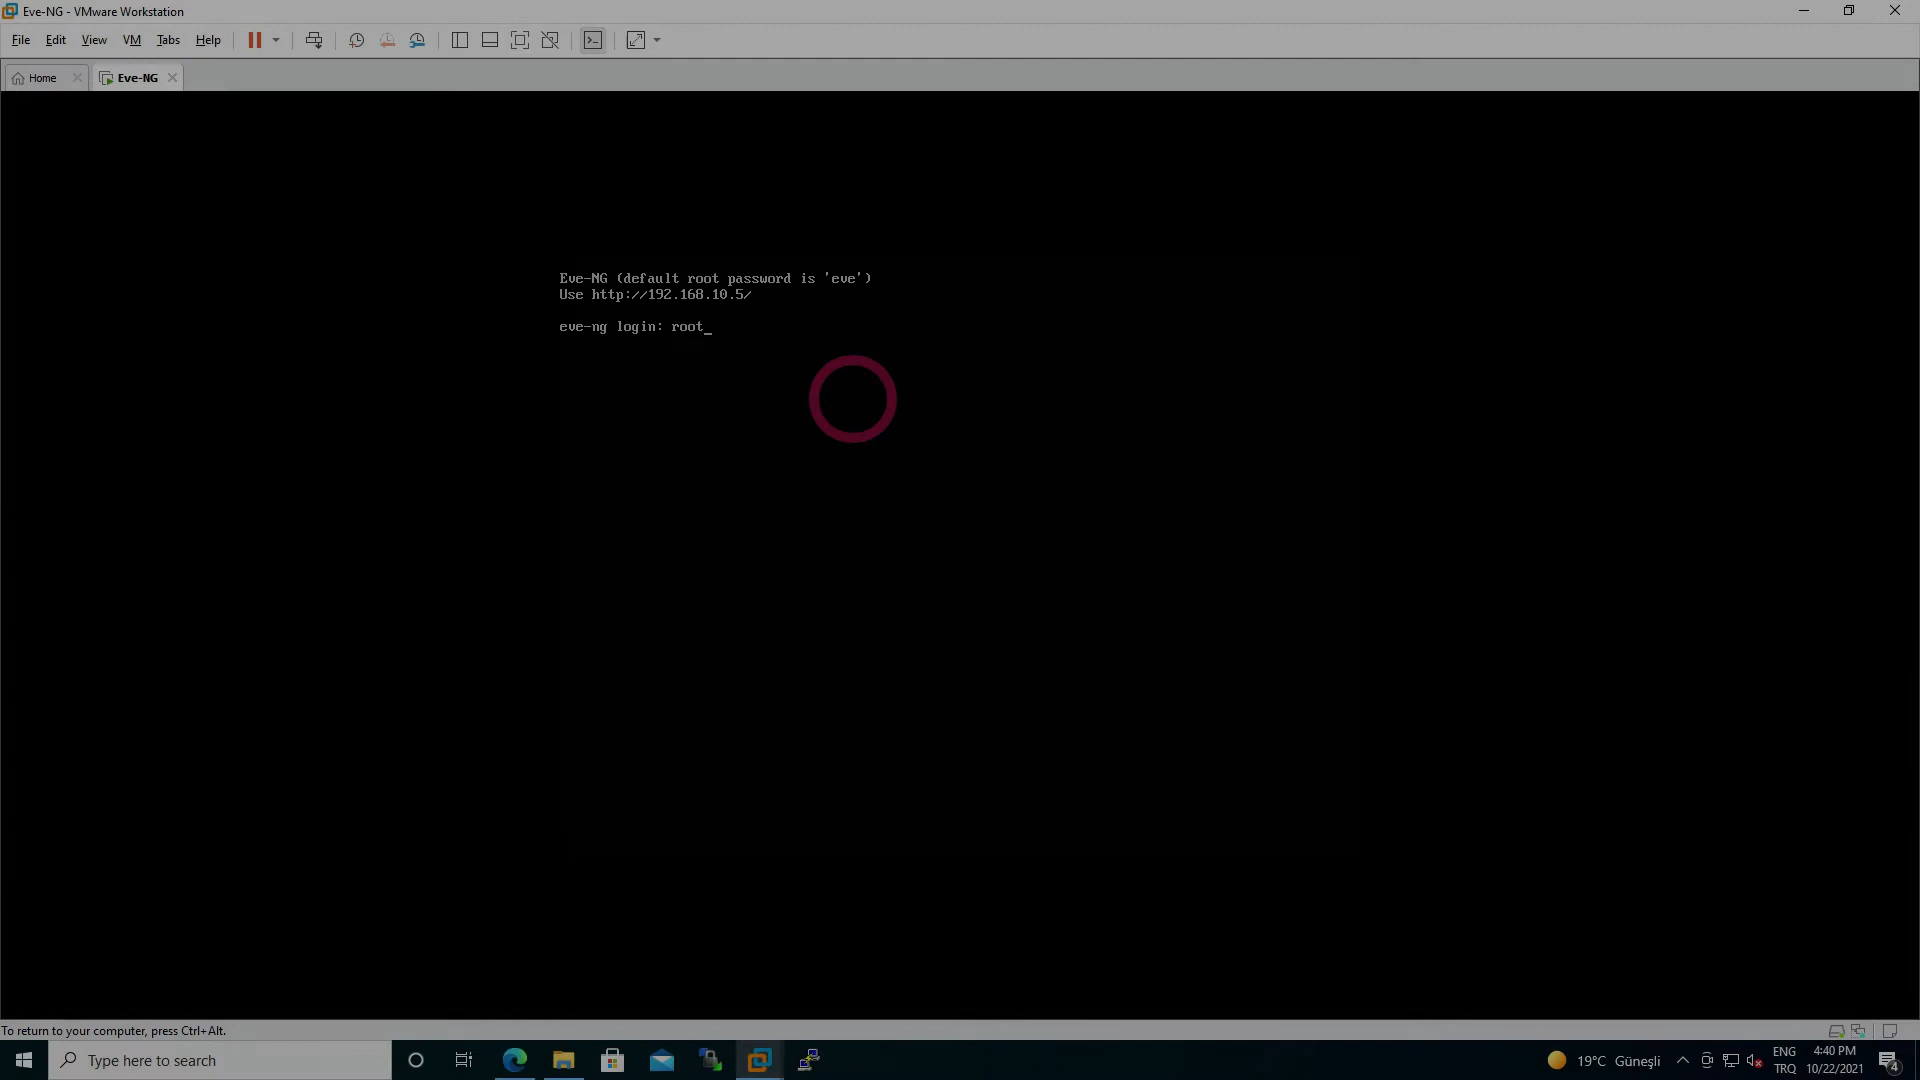 Eve-NG - VMware Workstation
File Edit View VM Tabs Help
Home Eve-NG
Eve-NG (default root password is 'eve')
Use http://192.168.10.5/
eve-ng login: root_
To return to your computer, press Ctrl+Alt.
Type here to search
19°C Güneşli
ENG
TRQ
4:40 PM
10/22/2021
4